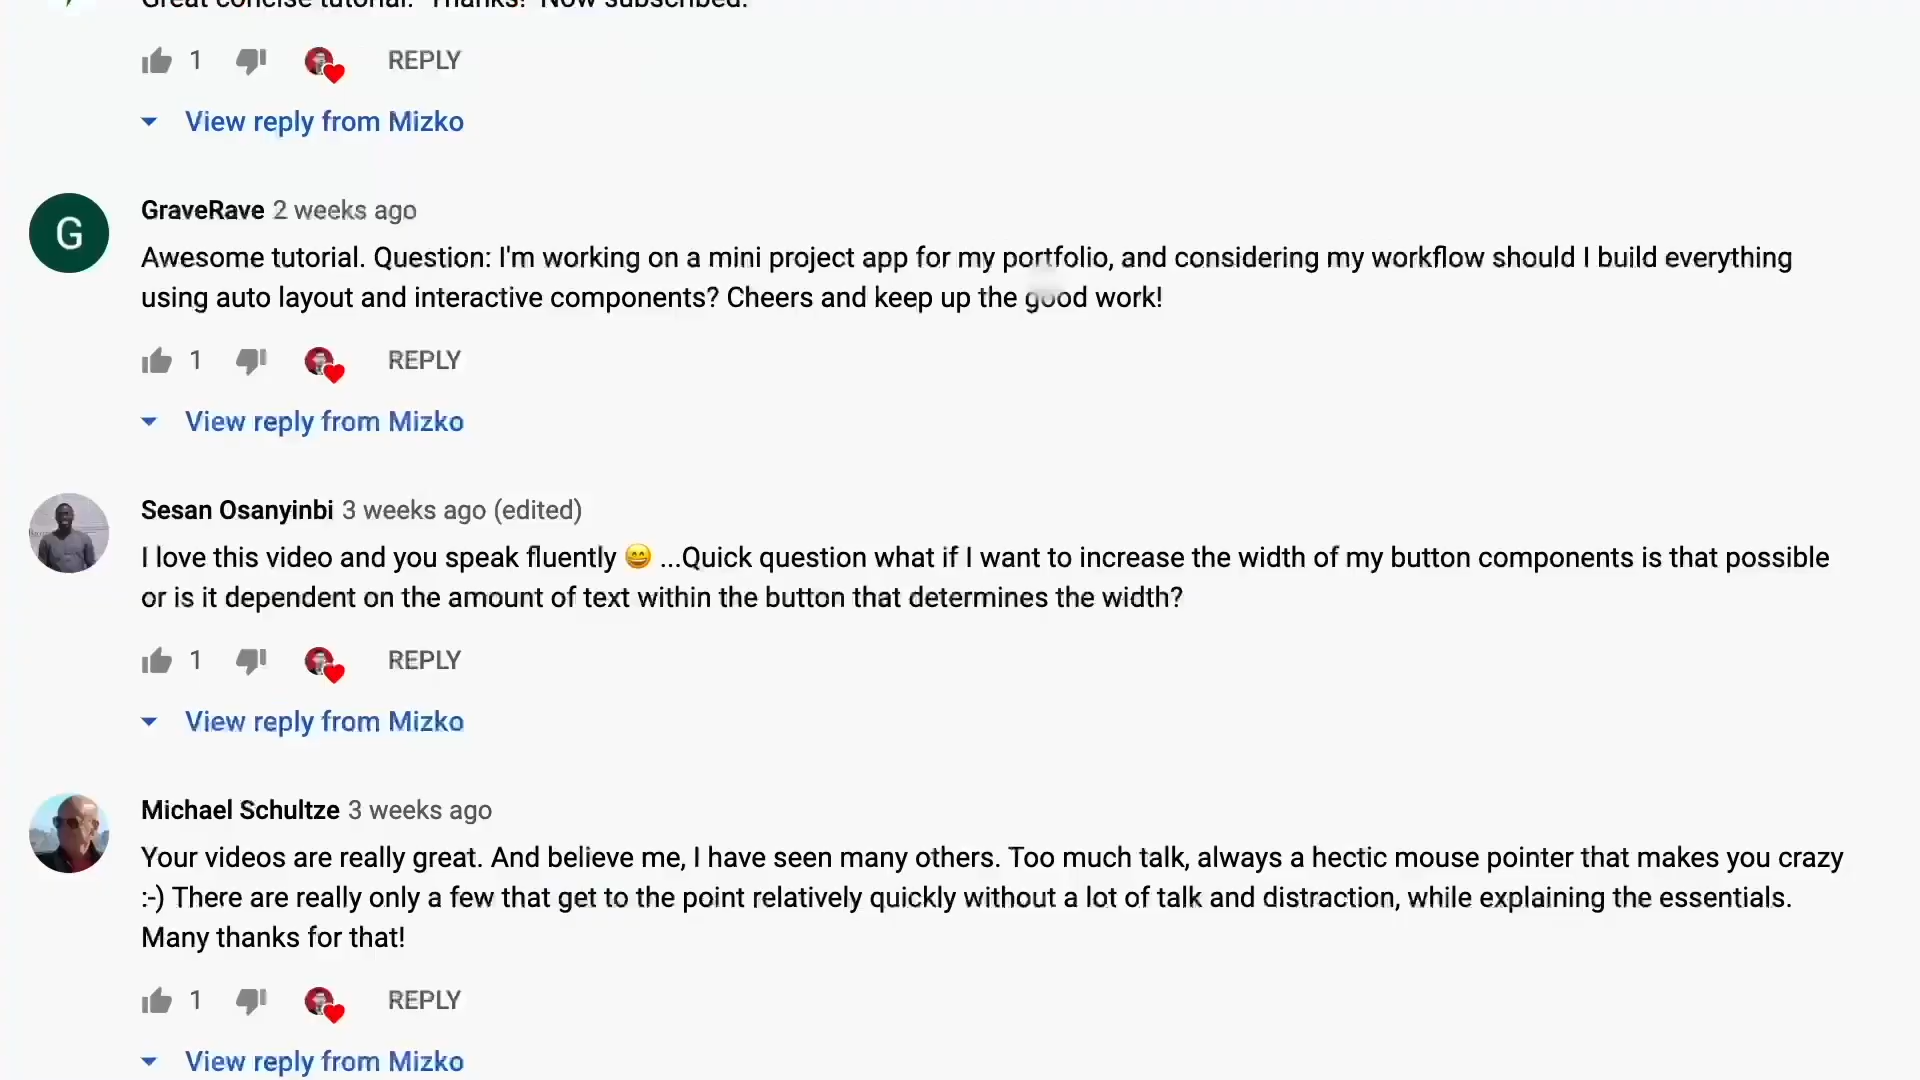 Great concise tutorial. Thanks! Now subscribed.
1 REPLY
View reply from Mizko
G
GraveRave 2 weeks ago
Awesome tutorial. Question: I'm working on a mini project app for my portfolio, and considering my workflow should I build everything
using auto layout and interactive components? Cheers and keep up the good work!
1 REPLY
View reply from Mizko
Sesan Osanyinbi 3 weeks ago (edited)
I love this video and you speak fluently 😄 ...Quick question what if I want to increase the width of my button components is that possible
or is it dependent on the amount of text within the button that determines the width?
1 REPLY
View reply from Mizko
Michael Schultze 3 weeks ago
Your videos are really great. And believe me, I have seen many others. Too much talk, always a hectic mouse pointer that makes you crazy
:-) There are really only a few that get to the point relatively quickly without a lot of talk and distraction, while explaining the essentials.
Many thanks for that!
1 REPLY
View reply from Mizko